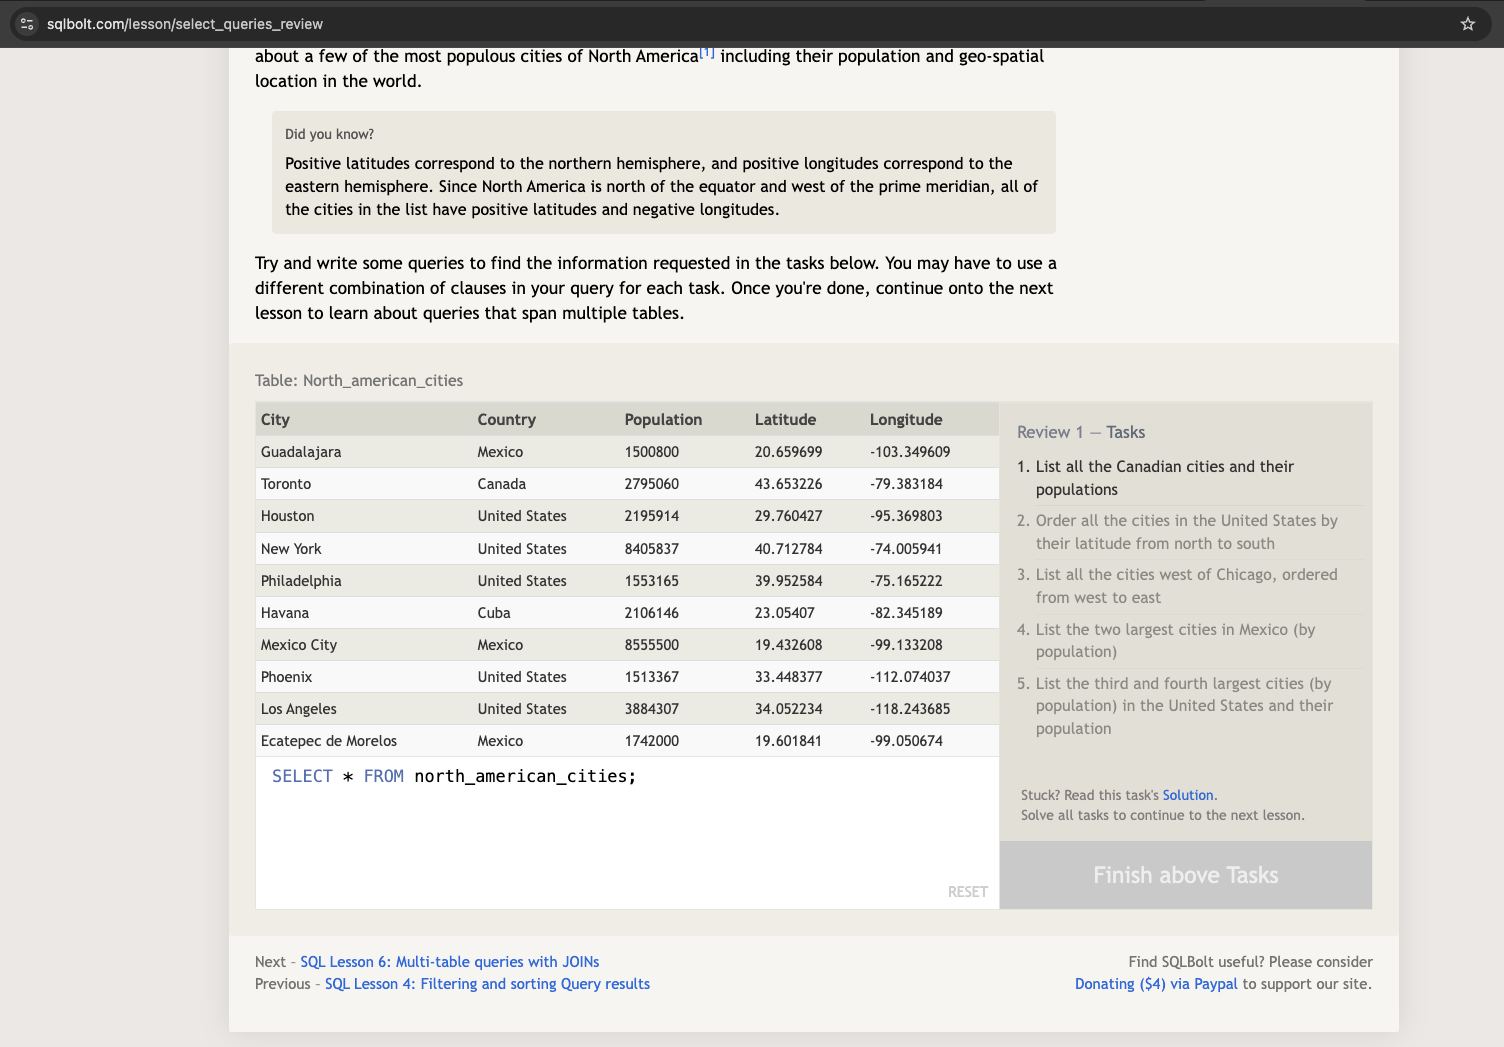 sqlbolt.com/lesson/select_queries_review
about a few of the most populous cities of North America[1] including their population and geo-spatial
location in the world.
Did you know?
Positive latitudes correspond to the northern hemisphere, and positive longitudes correspond to the
eastern hemisphere. Since North America is north of the equator and west of the prime meridian, all of
the cities in the list have positive latitudes and negative longitudes.
Try and write some queries to find the information requested in the tasks below. You may have to use a
different combination of clauses in your query for each task. Once you're done, continue onto the next
lesson to learn about queries that span multiple tables.
Table: North_american_cities
City Country Population Latitude Longitude
Guadalajara Mexico 1500800 20.659699 -103.349609
Toronto Canada 2795060 43.653226 -79.383184
Houston United States 2195914 29.760427 -95.369803
New York United States 8405837 40.712784 -74.005941
Philadelphia United States 1553165 39.952584 -75.165222
Havana Cuba 2106146 23.05407 -82.345189
Mexico City Mexico 8555500 19.432608 -99.133208
Phoenix United States 1513367 33.448377 -112.074037
Los Angeles United States 3884307 34.052234 -118.243685
Ecatepec de Morelos Mexico 1742000 19.601841 -99.050674
SELECT * FROM north_american_cities;
RESET
Review 1 — Tasks
1. List all the Canadian cities and their
populations
2. Order all the cities in the United States by
their latitude from north to south
3. List all the cities west of Chicago, ordered
from west to east
4. List the two largest cities in Mexico (by
population)
5. List the third and fourth largest cities (by
population) in the United States and their
population
Stuck? Read this task's Solution.
Solve all tasks to continue to the next lesson.
Finish above Tasks
Next – SQL Lesson 6: Multi-table queries with JOINs
Previous – SQL Lesson 4: Filtering and sorting Query results
Find SQLBolt useful? Please consider
Donating ($4) via Paypal to support our site.